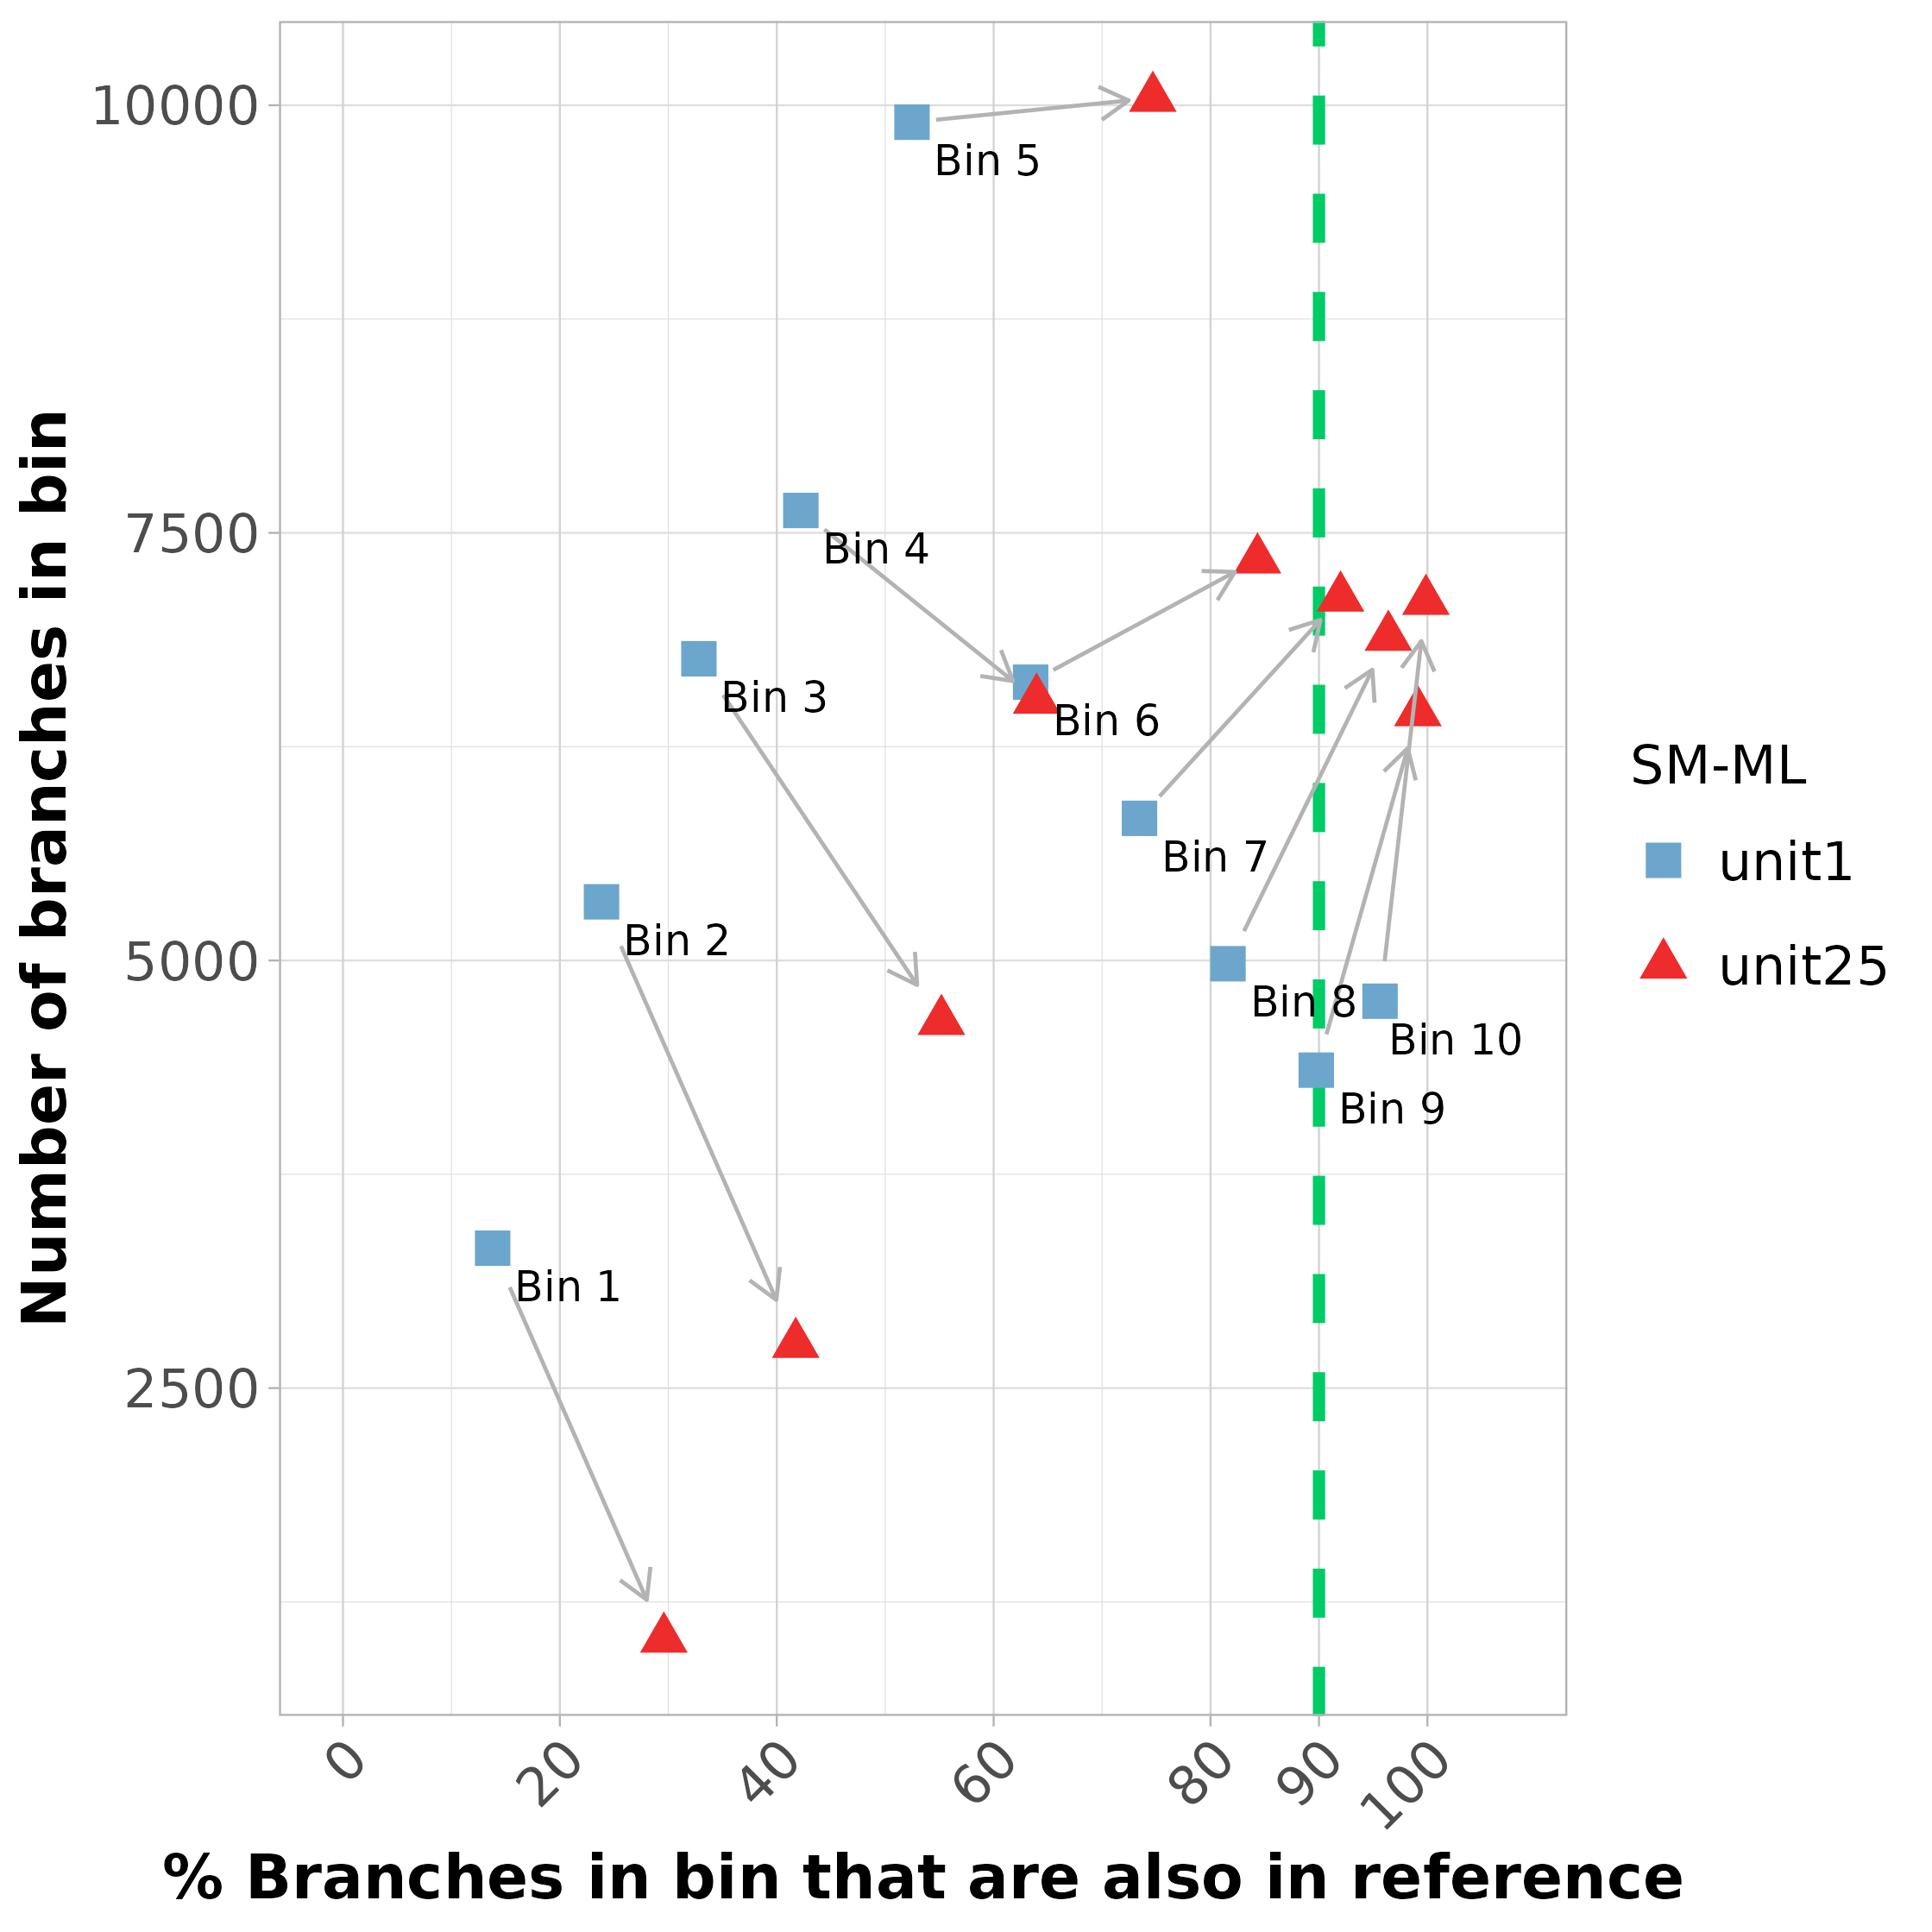 Number of branches in bin
10000
7500
5000
2500
Bin 5
Bin 4
Bin 3
Bin 6
Bin 7
Bin 2
Bin 8
Bin 10
Bin 9
Bin 1
SM-ML
unit1
unit25
0
20
40
60
80
90
100
% Branches in bin that are also in reference